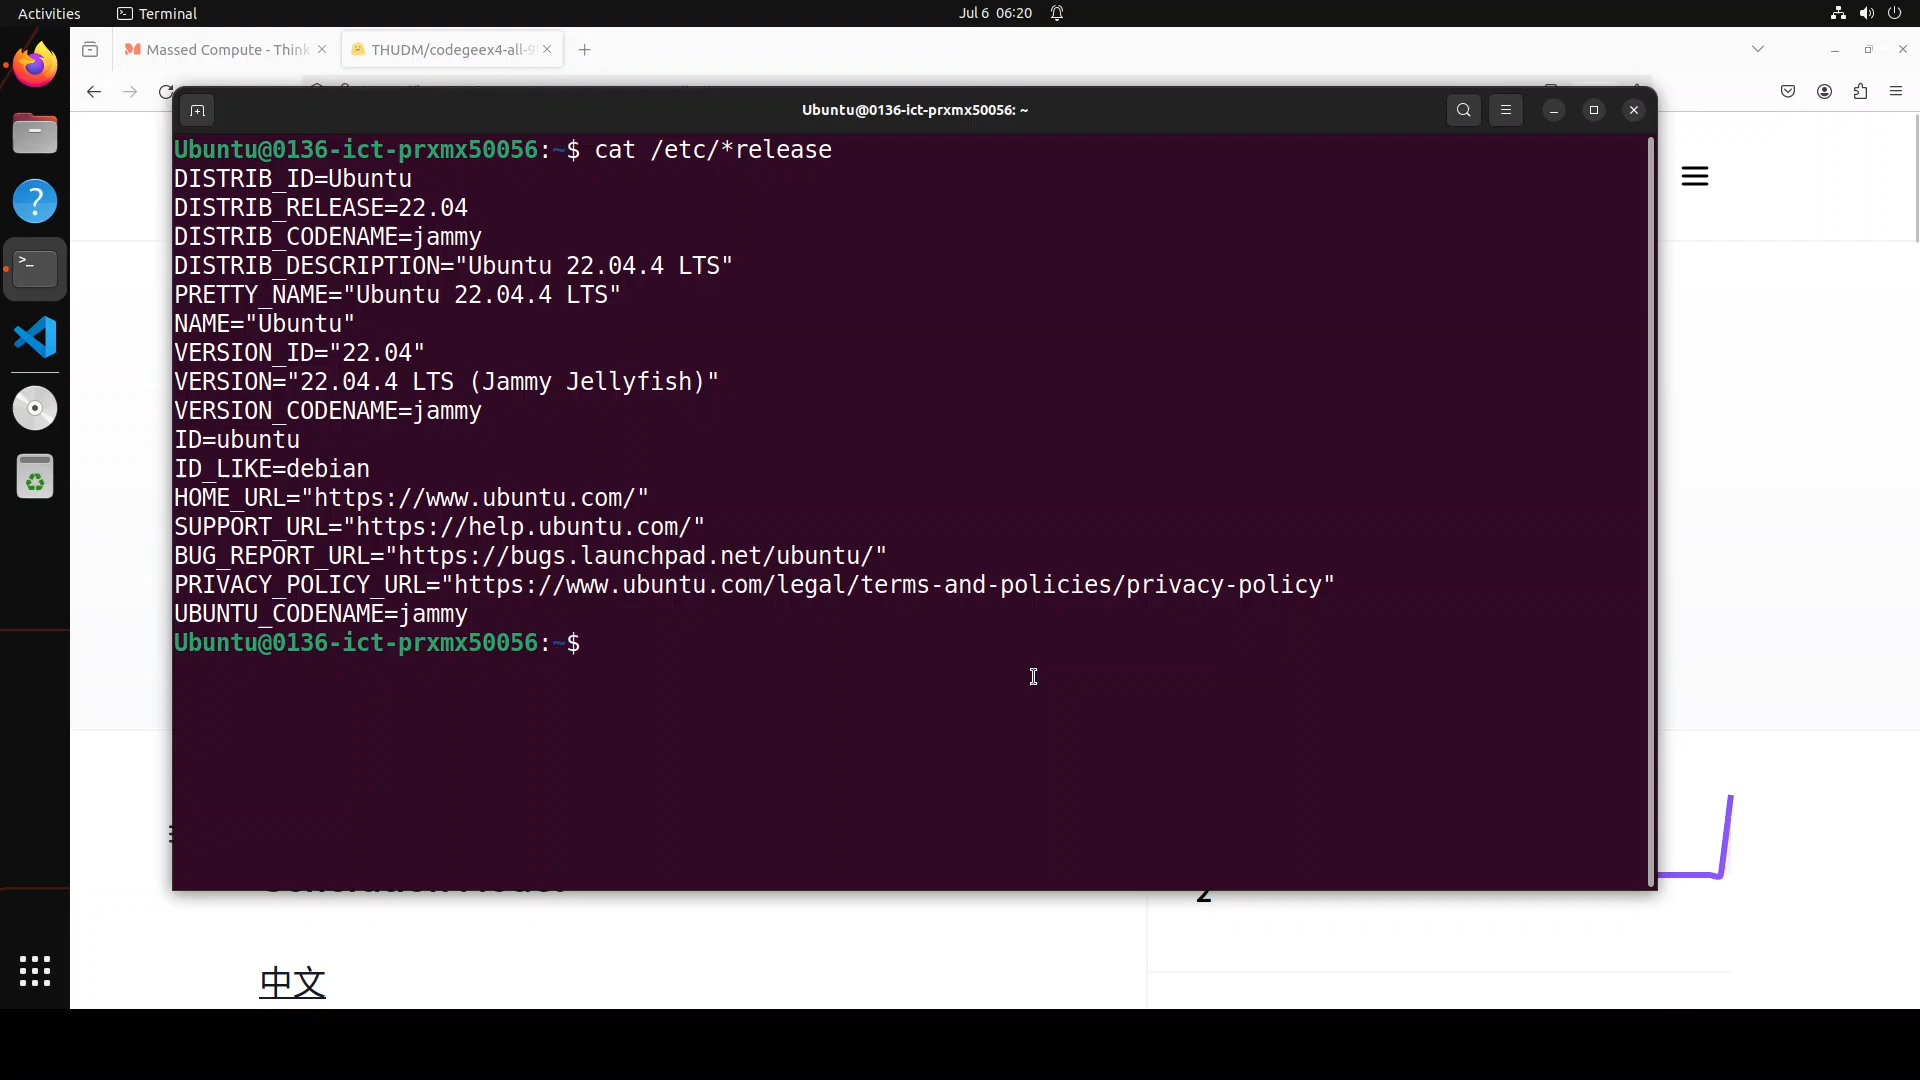 Activities Terminal Jul 6 06:20
Massed Compute - Think THUDM/codegeex4-all-9
Ubuntu@0136-ict-prxmx50056: ~
Ubuntu@0136-ict-prxmx50056:~$ cat /etc/*release
DISTRIB_ID=Ubuntu
DISTRIB_RELEASE=22.04
DISTRIB_CODENAME=jammy
DISTRIB_DESCRIPTION="Ubuntu 22.04.4 LTS"
PRETTY_NAME="Ubuntu 22.04.4 LTS"
NAME="Ubuntu"
VERSION_ID="22.04"
VERSION="22.04.4 LTS (Jammy Jellyfish)"
VERSION_CODENAME=jammy
ID=ubuntu
ID_LIKE=debian
HOME_URL="https://www.ubuntu.com/"
SUPPORT_URL="https://help.ubuntu.com/"
BUG_REPORT_URL="https://bugs.launchpad.net/ubuntu/"
PRIVACY_POLICY_URL="https://www.ubuntu.com/legal/terms-and-policies/privacy-policy"
UBUNTU_CODENAME=jammy
Ubuntu@0136-ict-prxmx50056:~$
中文